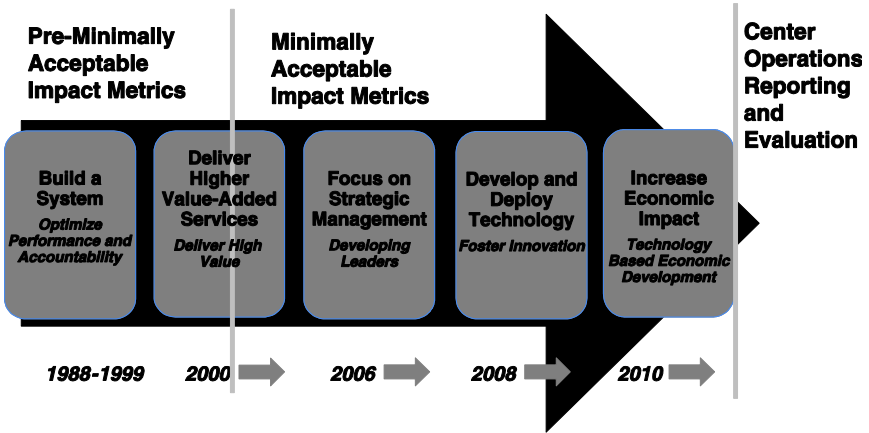 Pre-Minimally
Acceptable
Impact Metrics
Minimally
Acceptable
Impact Metrics
Center
Operations
Reporting
and
Evaluation
Build a
System
Optimize
Performance and
Accountability
Deliver
Higher
Value-Added
Services
Deliver High
Value
Focus on
Strategic
Management
Developing
Leaders
Develop and
Deploy
Technology
Foster Innovation
Increase
Economic
Impact
Technology
Based Economic
Development
1988-1999
2000
2006
2008
2010